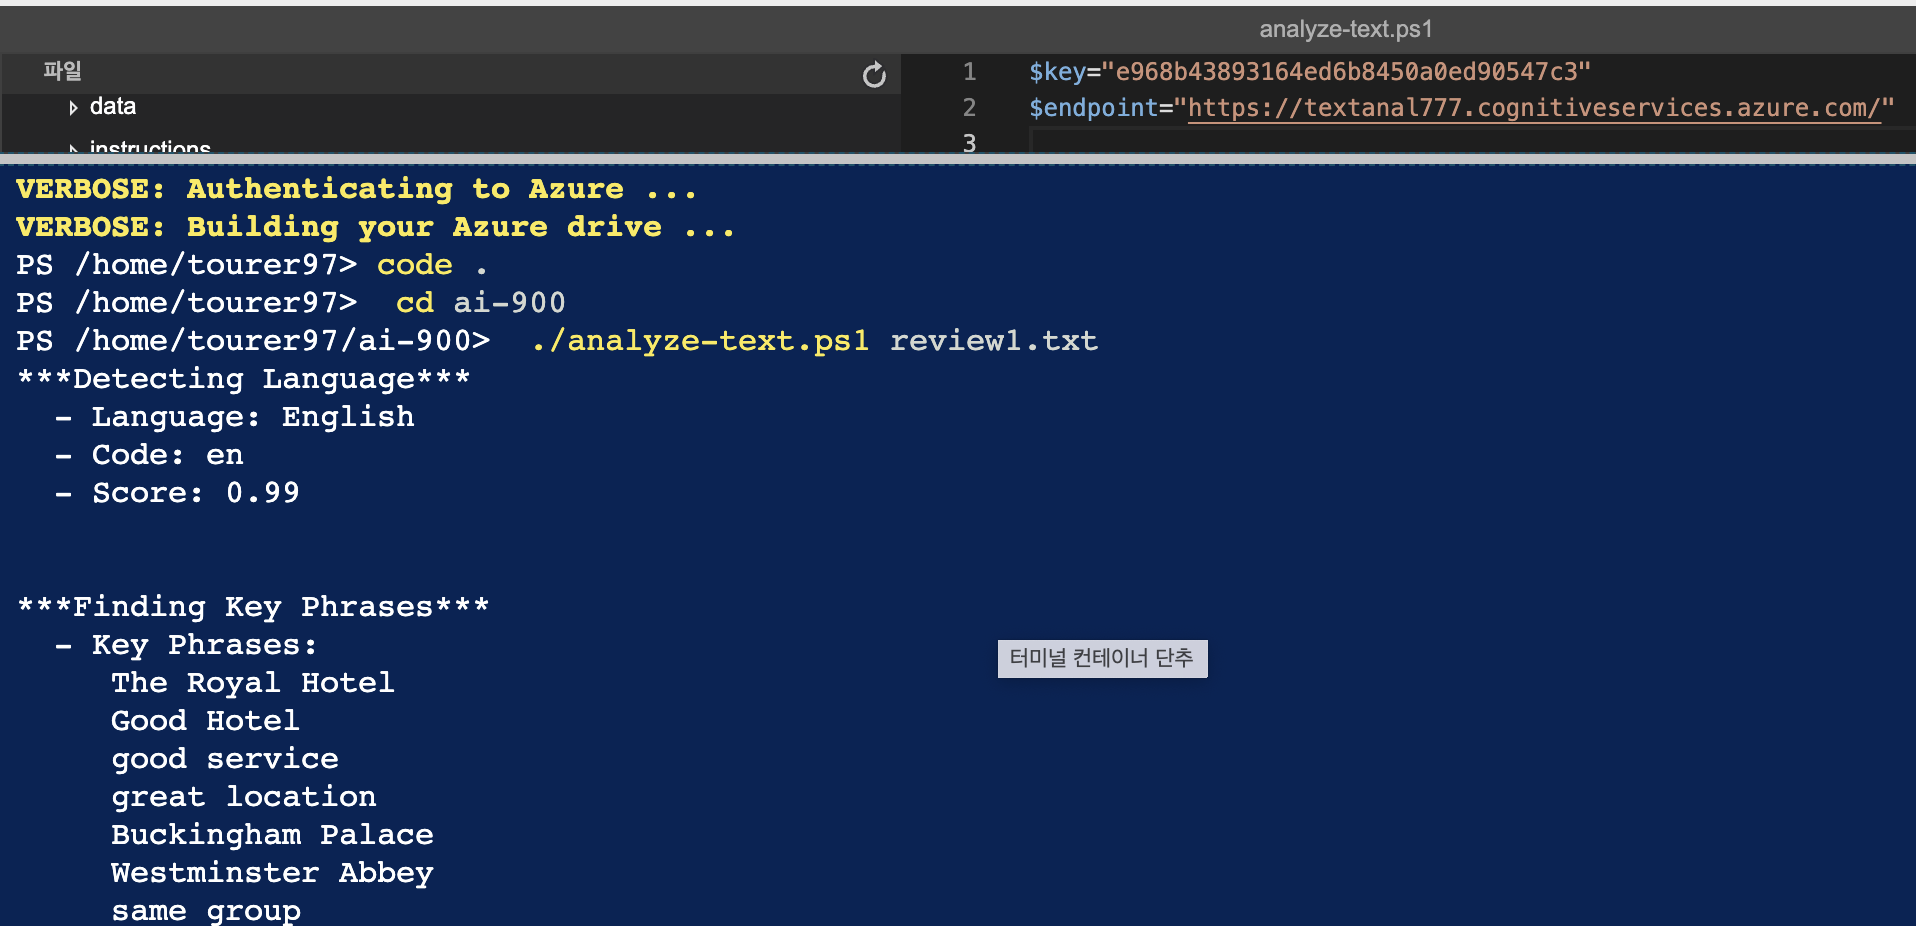 analyze-text.ps1
파일
data
instructions
1 $key="e968b43893164ed6b8450a0ed90547c3"
2 $endpoint="https://textanal777.cognitiveservices.azure.com/"
3
VERBOSE: Authenticating to Azure ...
VERBOSE: Building your Azure drive ...
PS /home/tourer97> code .
PS /home/tourer97>  cd ai-900
PS /home/tourer97/ai-900>  ./analyze-text.ps1 review1.txt
***Detecting Language***
- Language: English
- Code: en
- Score: 0.99
***Finding Key Phrases***
- Key Phrases:
The Royal Hotel
터미널 컨테이너 단추
Good Hotel
good service
great location
Buckingham Palace
Westminster Abbey
same group